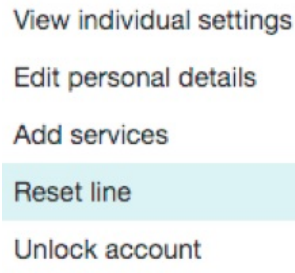 View individual settings
Edit personal details
Add services
Reset line
Unlock account